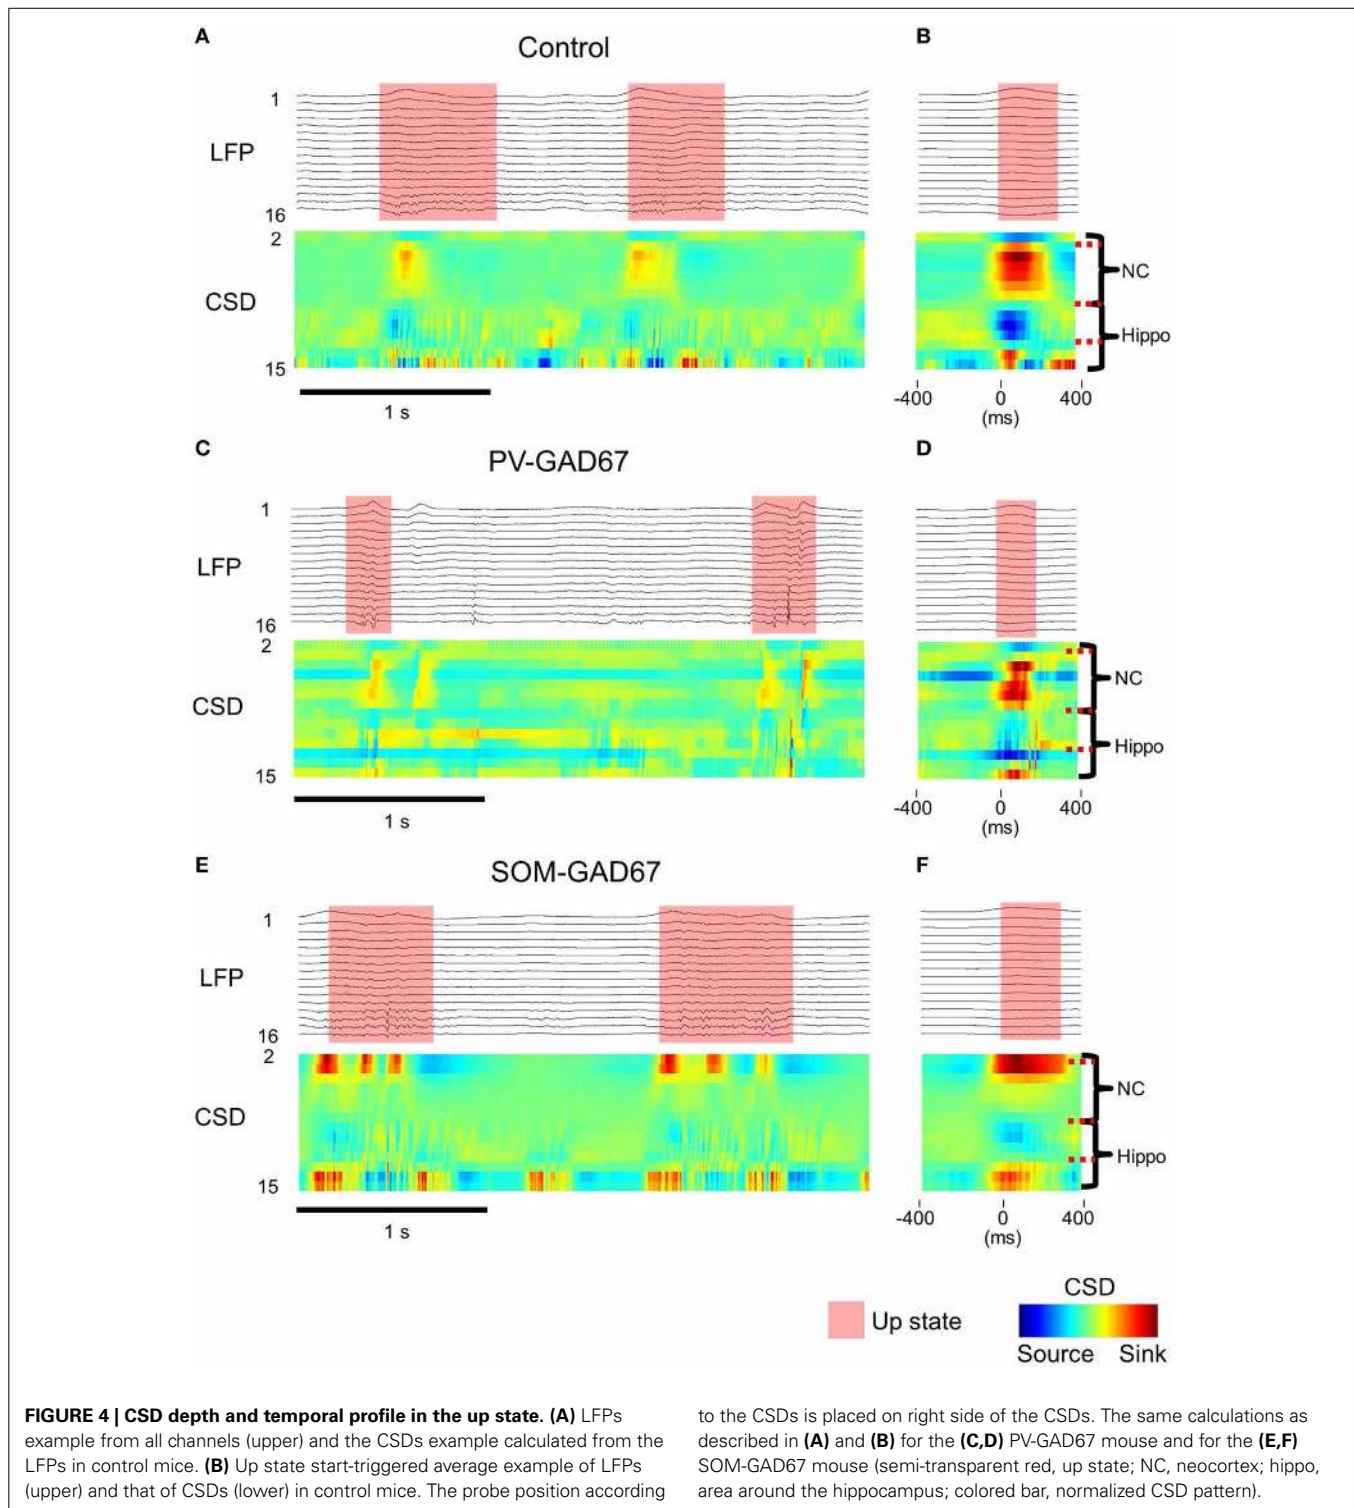 A
Control
B
1
LFP
16
2
CSD
15
1 s
NC
Hippo
-400 0 400
(ms)
C
PV-GAD67
D
1
LFP
16
2
CSD
15
1 s
NC
Hippo
-400 0 400
(ms)
E
SOM-GAD67
F
1
LFP
16
2
CSD
15
1 s
NC
Hippo
-400 0 400
(ms)
Up state
CSD
Source Sink
FIGURE 4 | CSD depth and temporal profile in the up state. (A) LFPs
example from all channels (upper) and the CSDs example calculated from the
LFPs in control mice. (B) Up state start-triggered average example of LFPs
(upper) and that of CSDs (lower) in control mice. The probe position according
to the CSDs is placed on right side of the CSDs. The same calculations as
described in (A) and (B) for the (C,D) PV-GAD67 mouse and for the (E,F)
SOM-GAD67 mouse (semi-transparent red, up state; NC, neocortex; hippo,
area around the hippocampus; colored bar, normalized CSD pattern).